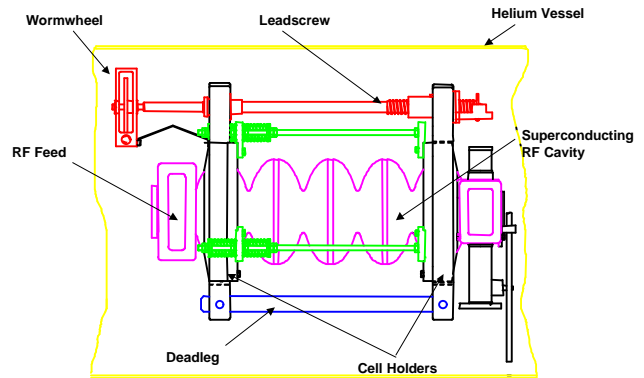 Helium Vessel
Wormwheel
Leadscrew
Superconducting
RF Cavity
RF Feed
Deadleg
Cell Holders